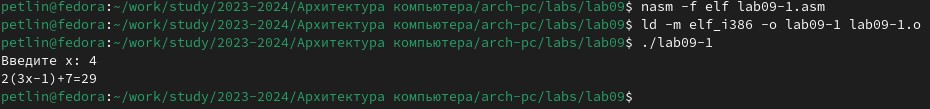 petlin@fedora:~/work/study/2023-2024/Архитектура компьютера/arch-pc/labs/lab09$ nasm -f elf lab09-1.asm
petlin@fedora:~/work/study/2023-2024/Архитектура компьютера/arch-pc/labs/lab09$ ld -m elf_i386 -o lab09-1 lab09-1.o
petlin@fedora:~/work/study/2023-2024/Архитектура компьютера/arch-pc/labs/lab09$ ./lab09-1
Введите x: 4
2(3x-1)+7=29
petlin@fedora:~/work/study/2023-2024/Архитектура компьютера/arch-pc/labs/lab09$